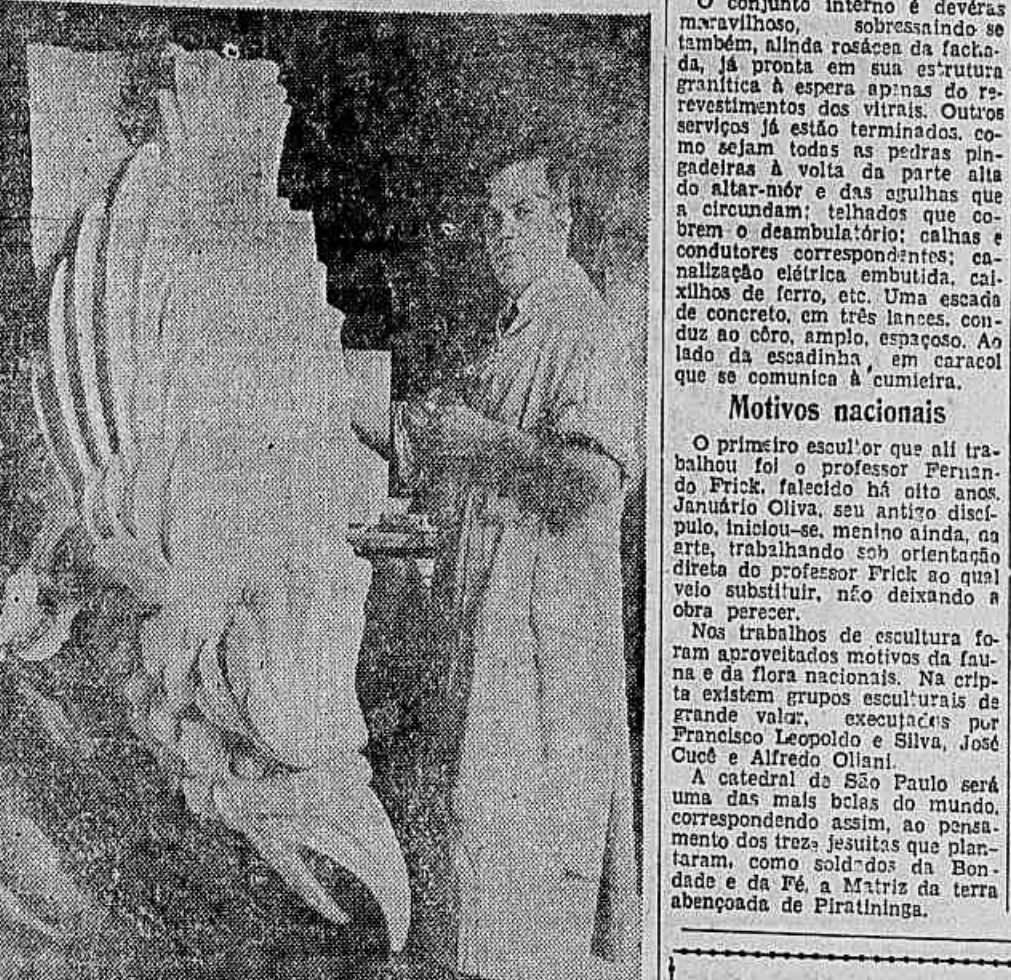 O conjunto interno é devéras
maravilhoso, sobressaindo-se
também, alinda rosácea da facha-
da, já pronta em sua estrutura
granítica à espera apenas do re-
revestimentos dos vitrais. Outros
serviços já estão terminados, co-
mo sejam todas as pedras pin-
gadeiras à volta da parte alta
do altar-mór e das agulhas que
a circundam; telhados que co-
brem o deambulatório; calhas e
condutores correspondentes; ca-
nalização elétrica embutida, cai-
xilhos de ferro, etc. Uma escada
de concreto, em três lances, con-
duz ao côro, amplo, espaçoso. Ao
lado da escadinha, em caracol
que se comunica à cumieira.
Motivos nacionais
O primeiro escultor que alí tra-
balhou foi o professor Fernan-
do Frick, falecido há oito anos.
Januário Oliva, seu antigo discí-
pulo, iniciou-se, menino ainda, na
arte, trabalhando sob orientação
direta do professor Frick ao qual
veio substituir, não deixando a
obra perecer.
Nos trabalhos de escultura fo-
ram aproveitados motivos da fau-
na e da flora nacionais. Na crip-
ta existem grupos esculturais de
grande valor, executados por
Francisco Leopoldo e Silva, José
Cucê e Alfredo Oliani.
A catedral de São Paulo será
uma das mais belas do mundo,
correspondendo assim, ao pensa-
mento dos treze jesuitas que plan-
taram, como soldados da Bon-
dade e da Fé, a Matriz da terra
abençoada de Piratininga.